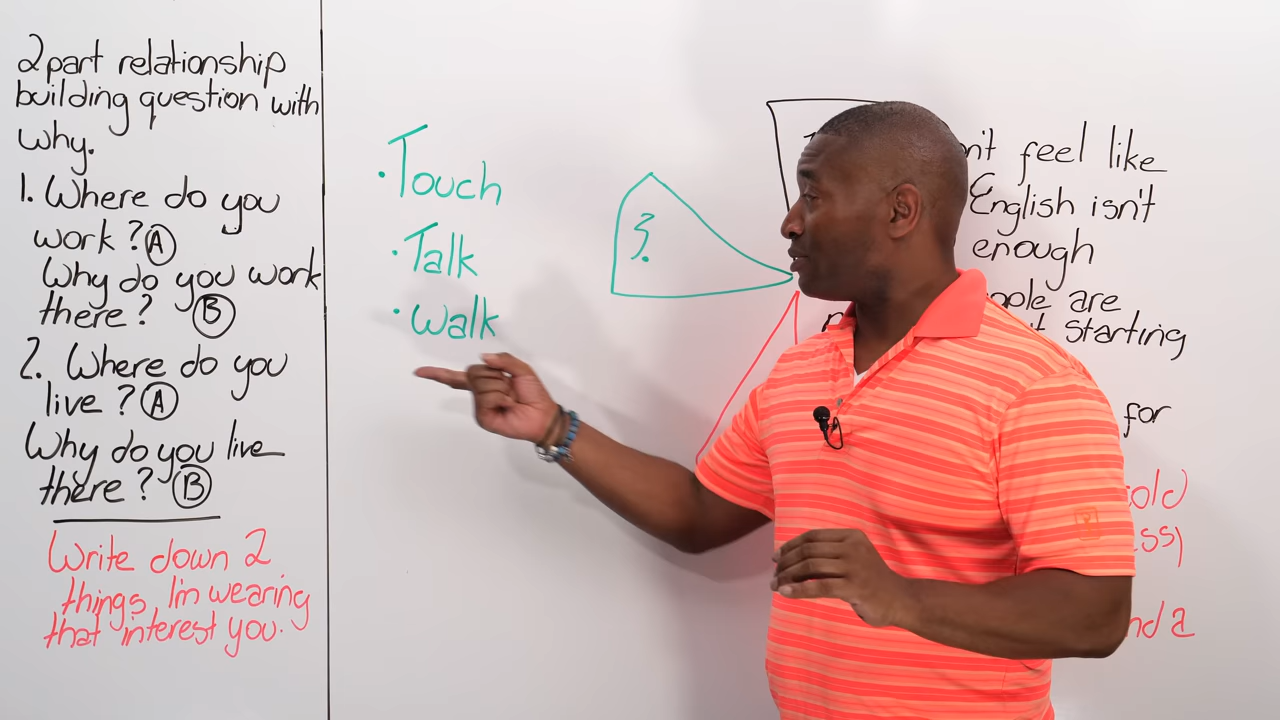 2 part relationship
building question with
why.
1. Where do you
work? A
Why do you work
there? B
2. Where do you
live? A
Why do you live
there? B
Write down 2
things, I'm wearing
that interest you.
• Touch
• Talk
• Walk
?
n't feel like
English isn't
enough
ople are
starting
for
old
ss)
nd a